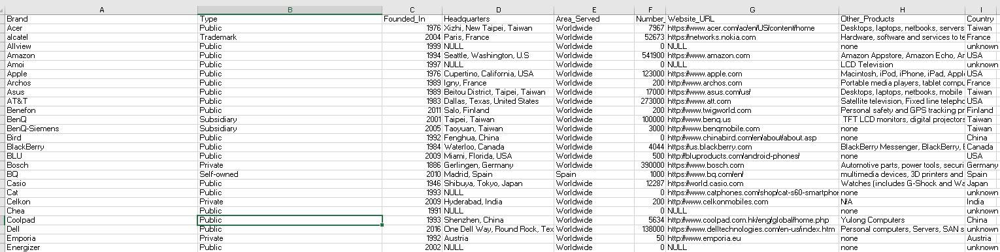 A B C D E F G H I
Brand Type Founded_In Headquarters Area_Served Number_ Website_URL Other_Products Country
Acer Public 1976 Xizhi, New Taipei, Taiwan Worldwide 7967 https://www.acer.com/ac/en/US/content/home Desktops, laptops, netbooks, servers Taiwan
alcatel Trademark 2004 Paris, France Worldwide 52673 https://networks.nokia.com Hardware, software and services to te France
Allview Public 1999 NULL Worldwide 0 NULL none unknown
Amazon Public 1994 Seattle, Washington, U.S Worldwide 541900 https://www.amazon.com Amazon Appstore, Amazon Echo, Ar USA
Amoi Public 1997 NULL Worldwide 0 NULL LCD Television unknown
Apple Public 1976 Cupertino, California, USA Worldwide 123000 https://www.apple.com Macintosh, iPod, iPhone, iPad, Appl USA
Archos Public 1989 Igny, France Worldwide 200 http://www.archos.com Portable media players, tablet compu France
Asus Public 1989 Beitou District, Taipei, Taiwan Worldwide 17000 https://www.asus.com/us/ Desktops, laptops, netbooks, mobile Taiwan
AT&T Public 1983 Dallas, Texas, United States Worldwide 273000 https://www.att.com Satellite television, Fixed line telepho USA
Benefon Public 2011 Salo, Finland Worldwide 200 http://www.twigworld.com Personal safety and GPS tracking pr Finland
BenQ Subsidiary 2001 Taipei, Taiwan Worldwide 100000 http://www.benq.us TFT LCD monitors, digital projectors Taiwan
BenQ-Siemens Subsidiary 2005 Taoyuan, Taiwan Worldwide 3000 http://www.benqmobile.com none Taiwan
Bird Public 1992 Fenghua, China Worldwide 0 http://www.chinabird.com/en/about/about.asp none China
BlackBerry Public 1984 Waterloo, Canada Worldwide 4044 https://us.blackberry.com BlackBerry Messenger, BlackBerry, E Canada
BLU Public 2009 Miami, Florida, USA Worldwide 500 http://bluproducts.com/android-phones/ none USA
Bosch Private 1886 Gerlingen, Germany Worldwide 390000 https://www.bosch.com Automotive parts, power tools, securi Germany
BQ Self-owned 2010 Madrid, Spain Spain 1000 http://www.bq.com/en/ multimedia devices, 3D printers and Spain
Casio Public 1946 Shibuya, Tokyo, Japan Worldwide 12287 https://world.casio.com Watches (includes G-Shock and Wa Japan
Cat Public 1993 NULL Worldwide 0 https://www.catphones.com/shop/cat-s60-smartphor none unknown
Celkon Private 2009 Hyderabad, India Worldwide 200 http://www.celkonmobiles.com N/A India
Chea Public 1991 NULL Worldwide 0 NULL none unknown
Coolpad Public 1993 Shenzhen, China Worldwide 5634 http://www.coolpad.com.hk/eng/global/home.php Yulong Computers China
Dell Public 2016 One Dell Way, Round Rock, Tex Worldwide 138000 https://www.delltechnologies.com/en-us/index.htm Personal computers, Servers, SAN s unknown
Emporia Private 1992 Austria Worldwide 50 http://www.emporia.eu none Austria
Energizer Public 2002 NULL Worldwide 0 NULL none unknown